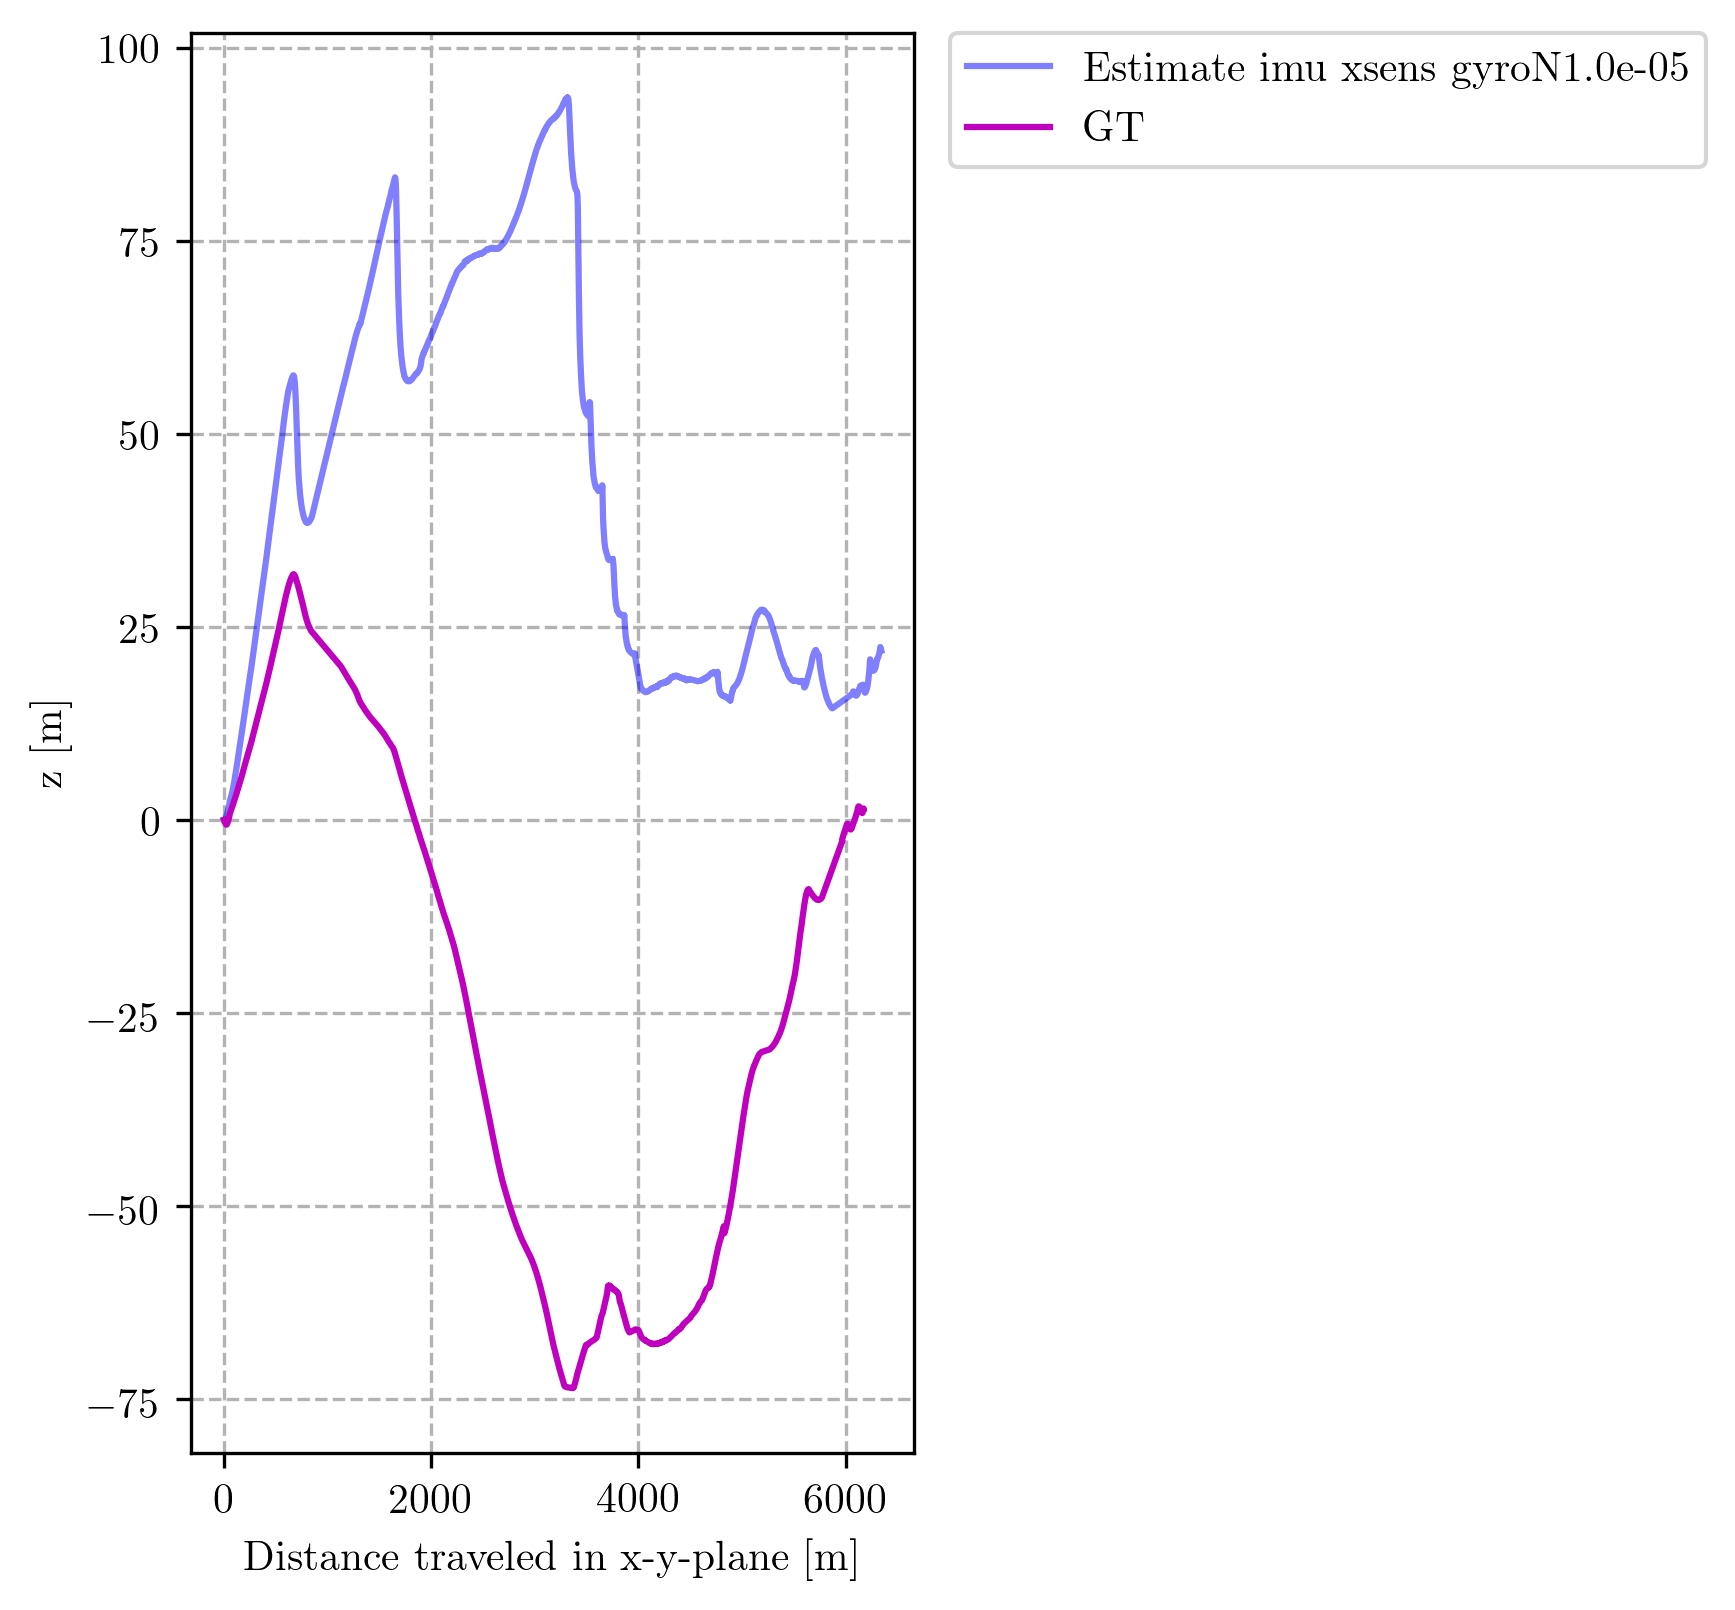 100
75
50
25
0
−25
−50
−75
z [m]
0 2000 4000 6000
Distance traveled in x-y-plane [m]
Estimate imu xsens gyroN1.0e-05
GT